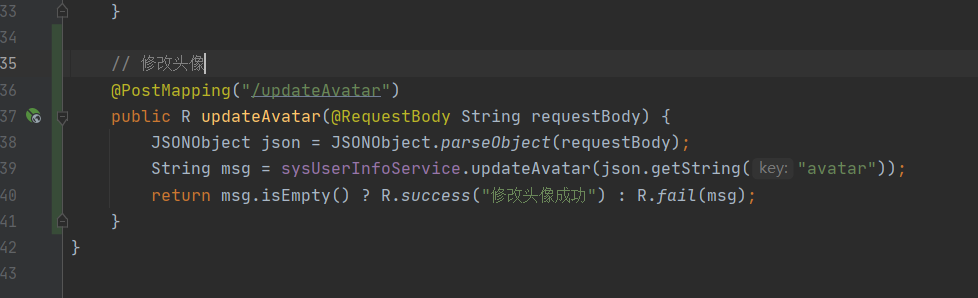 33 }
34
35 // 修改头像
36 @PostMapping("/updateAvatar")
37 public R updateAvatar(@RequestBody String requestBody) {
38 JSONObject json = JSONObject.parseObject(requestBody);
39 String msg = sysUserInfoService.updateAvatar(json.getString( key: "avatar"));
40 return msg.isEmpty() ? R.success("修改头像成功") : R.fail(msg);
41 }
42 }
43